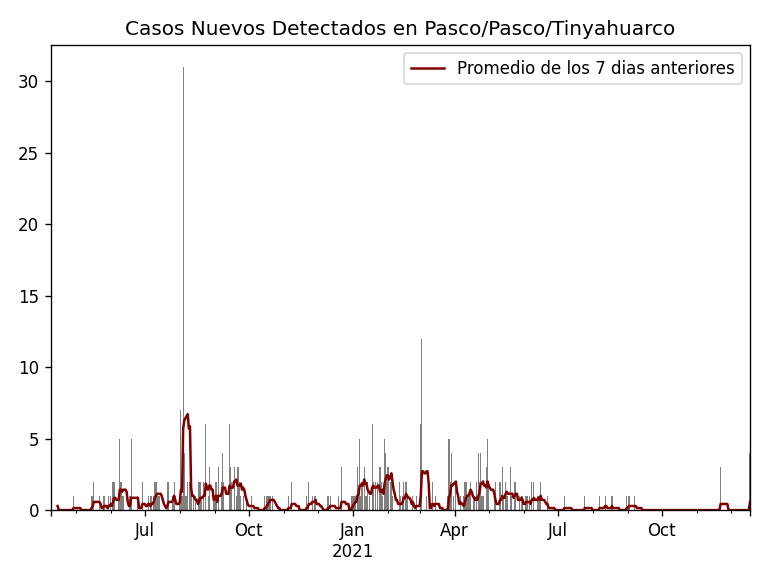 Casos Nuevos Detectados en Pasco/Pasco/Tinyahuarco
Promedio de los 7 dias anteriores
30
25
20
15
10
5
0
Jul Oct Jan Apr Jul Oct
2021